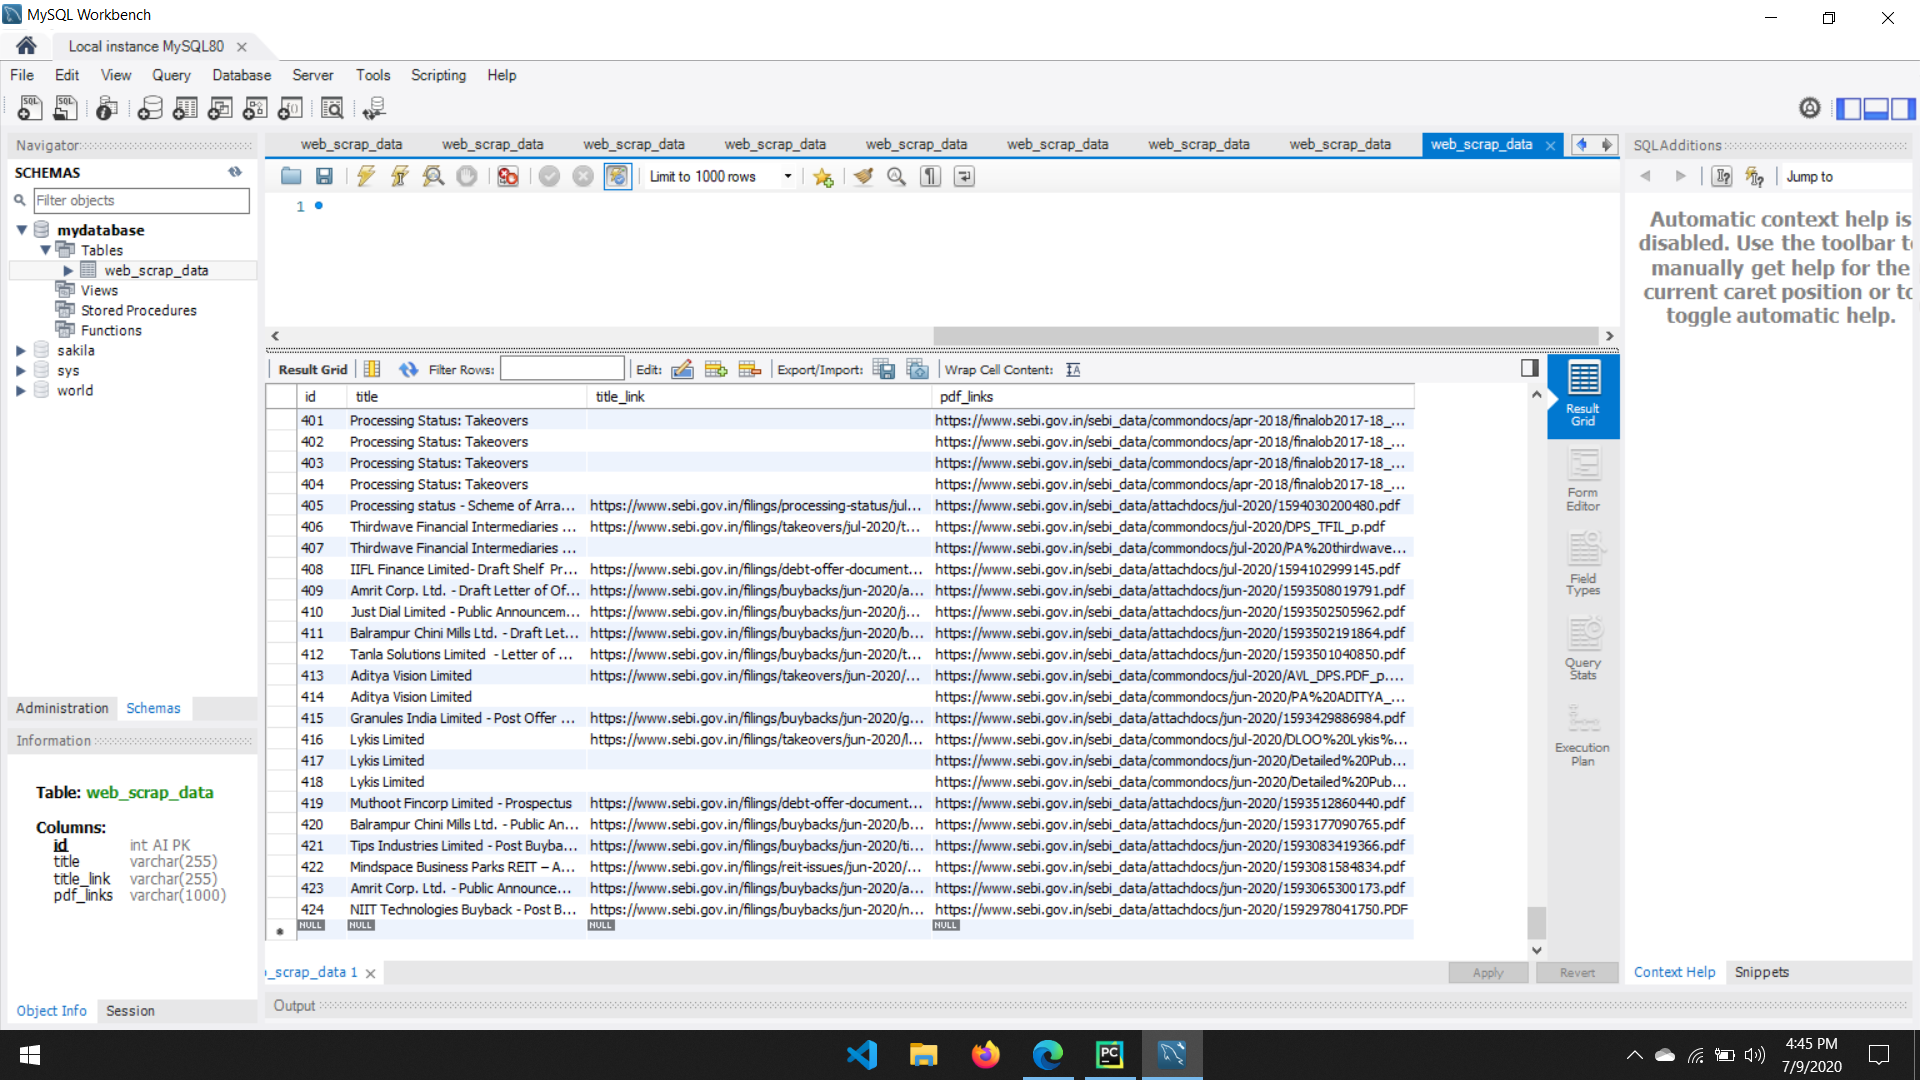 MySQL Workbench
Local instance MySQL80
File Edit View Query Database Server Tools Scripting Help
Navigator
SCHEMAS
Filter objects
mydatabase
Tables
web_scrap_data
Views
Stored Procedures
Functions
sakila
sys
world
Administration Schemas
Information
Table: web_scrap_data
Columns:
id int AI PK
title varchar(255)
title_link varchar(255)
pdf_links varchar(1000)
Object Info Session
web_scrap_data web_scrap_data web_scrap_data web_scrap_data web_scrap_data web_scrap_data web_scrap_data web_scrap_data web_scrap_data
Limit to 1000 rows
1
Result Grid Filter Rows: Edit: Export/Import: Wrap Cell Content:
id title title_link pdf_links
401 Processing Status: Takeovers https://www.sebi.gov.in/sebi_data/commondocs/apr-2018/finalob2017-18_...
402 Processing Status: Takeovers https://www.sebi.gov.in/sebi_data/commondocs/apr-2018/finalob2017-18_...
403 Processing Status: Takeovers https://www.sebi.gov.in/sebi_data/commondocs/apr-2018/finalob2017-18_...
404 Processing Status: Takeovers https://www.sebi.gov.in/sebi_data/commondocs/apr-2018/finalob2017-18_...
405 Processing status - Scheme of Arra... https://www.sebi.gov.in/filings/processing-status/jul... https://www.sebi.gov.in/sebi_data/attachdocs/jul-2020/1594030200480.pdf
406 Thirdwave Financial Intermediaries ... https://www.sebi.gov.in/filings/takeovers/jul-2020/t... https://www.sebi.gov.in/sebi_data/commondocs/jul-2020/DPS_TFIL_p.pdf
407 Thirdwave Financial Intermediaries ... https://www.sebi.gov.in/sebi_data/commondocs/jul-2020/PA%20thirdwave...
408 IIFL Finance Limited- Draft Shelf Pr... https://www.sebi.gov.in/filings/debt-offer-document... https://www.sebi.gov.in/sebi_data/attachdocs/jul-2020/1594102999145.pdf
409 Amrit Corp. Ltd. - Draft Letter of Of... https://www.sebi.gov.in/filings/buybacks/jun-2020/a... https://www.sebi.gov.in/sebi_data/attachdocs/jun-2020/1593508019791.pdf
410 Just Dial Limited - Public Announcem... https://www.sebi.gov.in/filings/buybacks/jun-2020/j... https://www.sebi.gov.in/sebi_data/attachdocs/jun-2020/1593502505962.pdf
411 Balrampur Chini Mills Ltd. - Draft Let... https://www.sebi.gov.in/filings/buybacks/jun-2020/b... https://www.sebi.gov.in/sebi_data/attachdocs/jun-2020/1593502191864.pdf
412 Tanla Solutions Limited - Letter of ... https://www.sebi.gov.in/filings/buybacks/jun-2020/t... https://www.sebi.gov.in/sebi_data/attachdocs/jun-2020/1593501040850.pdf
413 Aditya Vision Limited https://www.sebi.gov.in/filings/takeovers/jun-2020/... https://www.sebi.gov.in/sebi_data/commondocs/jul-2020/AVL_DPS.PDF_p....
414 Aditya Vision Limited https://www.sebi.gov.in/sebi_data/commondocs/jun-2020/PA%20ADITYA_...
415 Granules India Limited - Post Offer ... https://www.sebi.gov.in/filings/buybacks/jun-2020/g... https://www.sebi.gov.in/sebi_data/attachdocs/jun-2020/1593429886984.pdf
416 Lykis Limited https://www.sebi.gov.in/filings/takeovers/jun-2020/l... https://www.sebi.gov.in/sebi_data/commondocs/jul-2020/DLOO%20Lykis%...
417 Lykis Limited https://www.sebi.gov.in/sebi_data/commondocs/jun-2020/Detailed%20Pub...
418 Lykis Limited https://www.sebi.gov.in/sebi_data/commondocs/jun-2020/Detailed%20Pub...
419 Muthoot Fincorp Limited - Prospectus https://www.sebi.gov.in/filings/debt-offer-document... https://www.sebi.gov.in/sebi_data/attachdocs/jun-2020/1593512860440.pdf
420 Balrampur Chini Mills Ltd. - Public An... https://www.sebi.gov.in/filings/buybacks/jun-2020/b... https://www.sebi.gov.in/sebi_data/attachdocs/jun-2020/1593177090765.pdf
421 Tips Industries Limited - Post Buyba... https://www.sebi.gov.in/filings/buybacks/jun-2020/ti... https://www.sebi.gov.in/sebi_data/attachdocs/jun-2020/1593083419366.pdf
422 Mindspace Business Parks REIT – A... https://www.sebi.gov.in/filings/reit-issues/jun-2020/... https://www.sebi.gov.in/sebi_data/attachdocs/jun-2020/1593081584834.pdf
423 Amrit Corp. Ltd. - Public Announce... https://www.sebi.gov.in/filings/buybacks/jun-2020/a... https://www.sebi.gov.in/sebi_data/attachdocs/jun-2020/1593065300173.pdf
424 NIIT Technologies Buyback - Post B... https://www.sebi.gov.in/filings/buybacks/jun-2020/n... https://www.sebi.gov.in/sebi_data/attachdocs/jun-2020/1592978041750.PDF
NULL NULL NULL NULL
_scrap_data 1
Apply Revert
Output
Result
Grid
Form
Editor
Field
Types
Query
Stats
Execution
Plan
SQLAdditions
Jump to
Automatic context help is
disabled. Use the toolbar to
manually get help for the
current caret position or to
toggle automatic help.
Context Help Snippets
4:45 PM
7/9/2020